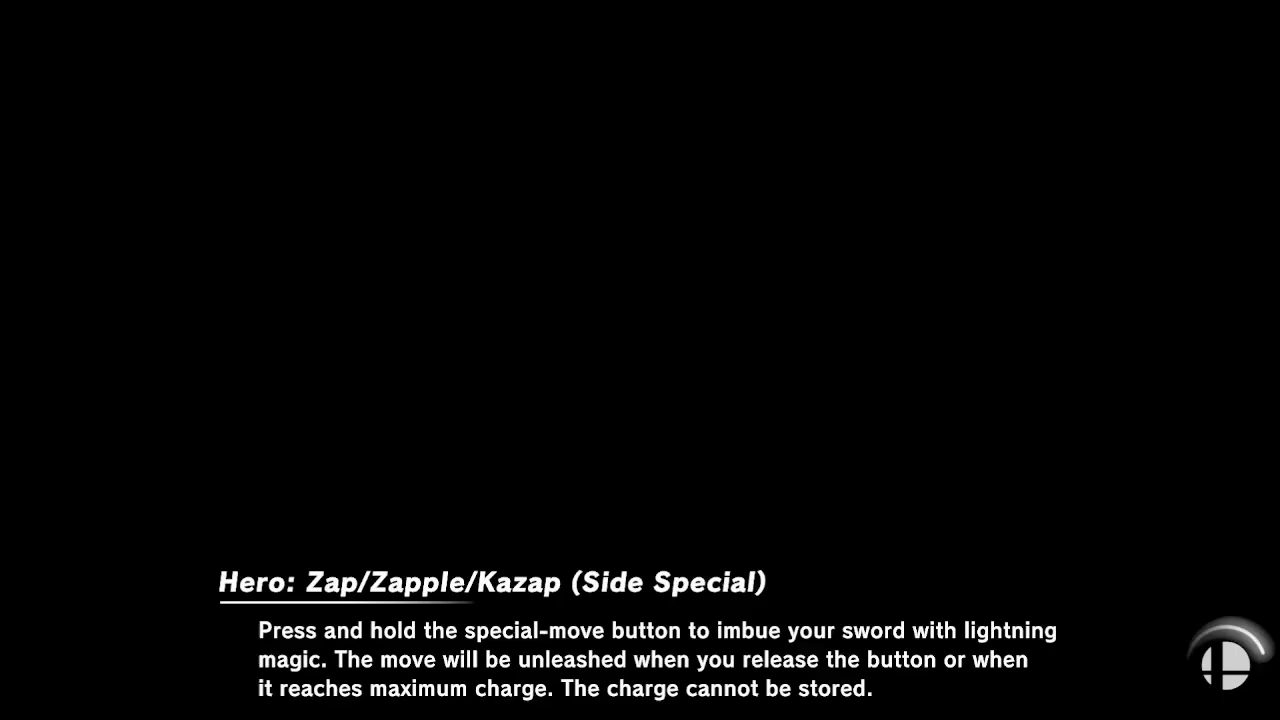 Hero: Zap/Zapple/Kazap (Side Special)
Press and hold the special-move button to imbue your sword with lightning
magic. The move will be unleashed when you release the button or when
it reaches maximum charge. The charge cannot be stored.